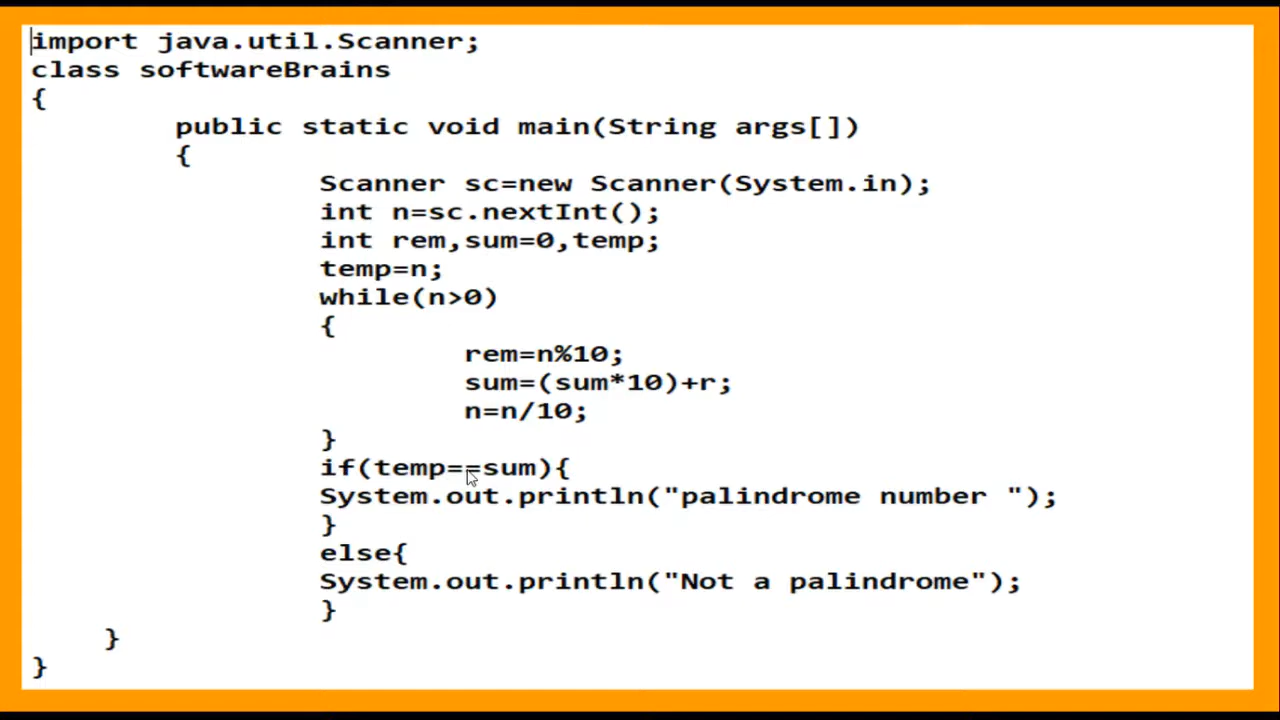 import java.util.Scanner;
class softwareBrains
{
public static void main(String args[])
{
Scanner sc=new Scanner(System.in);
int n=sc.nextInt();
int rem,sum=0,temp;
temp=n;
while(n>0)
{
rem=n%10;
sum=(sum*10)+r;
n=n/10;
}
if(temp==sum){
System.out.println("palindrome number ");
}
else{
System.out.println("Not a palindrome");
}
}
}